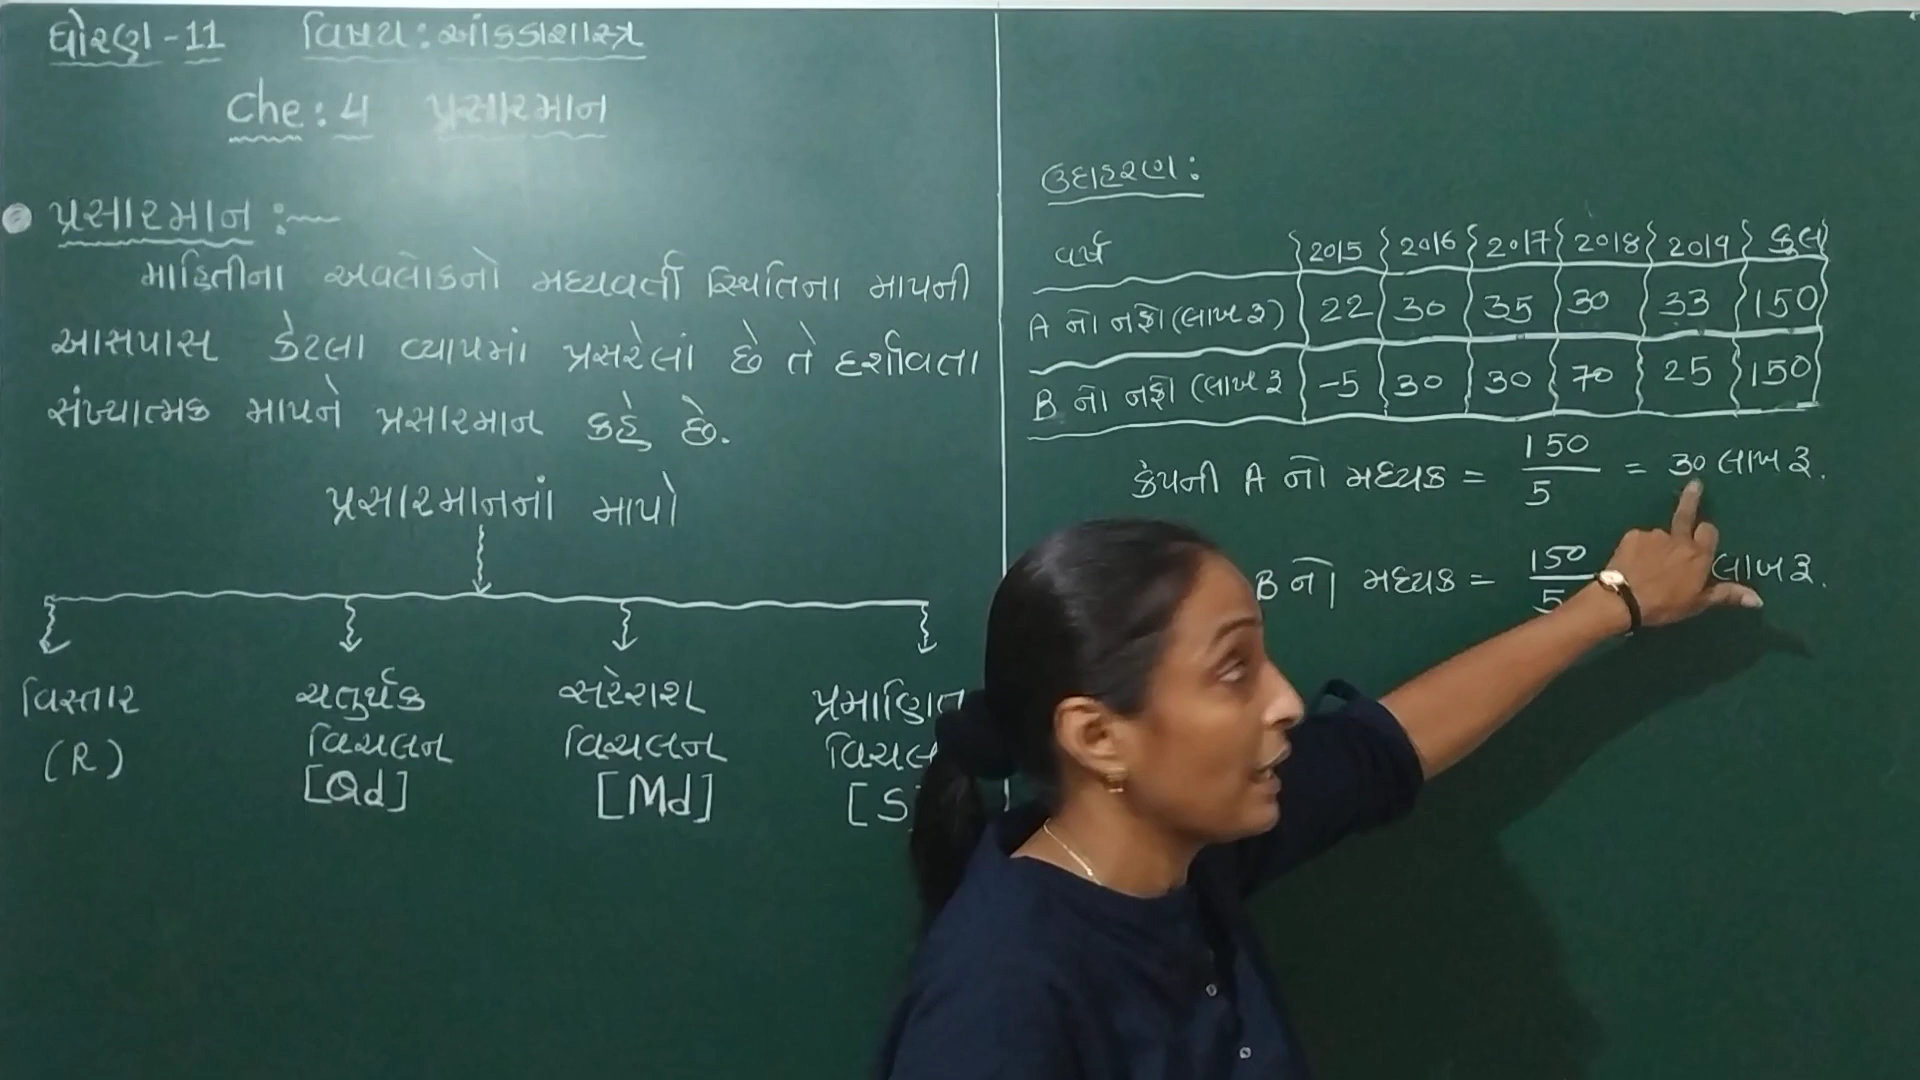 ધોરણ - 11 વિષય : આંકડાશાસ્ત્ર
Che : 4 પ્રસારમાન
પ્રસારમાન :
માહિતીના અવલોકનો મધ્યવર્તી સ્થિતિના માપની
આસપાસ કેટલા વ્યાપમાં પ્રસરેલાં છે તે દર્શાવતા
સંખ્યાત્મક માપને પ્રસારમાન કહે છે.
પ્રસારમાનનાં માપો
વિસ્તાર
(R)
ચતુર્થક
વિચલન
[Qd]
સરેરાશ
વિચલન
[Md]
પ્રમાણિત
[S
ઉદાહરણ :
વર્ષ 2015 2016 2017 2018 2019 કુલ
A નો નફો (લાખ રૂ) 22 30 35 30 33 150
B નો નફો (લાખ રૂ -5 30 30 70 25 150
કંપની A નો મધ્યક = 150/5 = 30 લાખ રૂ.
B નો મધ્યક = 150/5 લાખ રૂ.